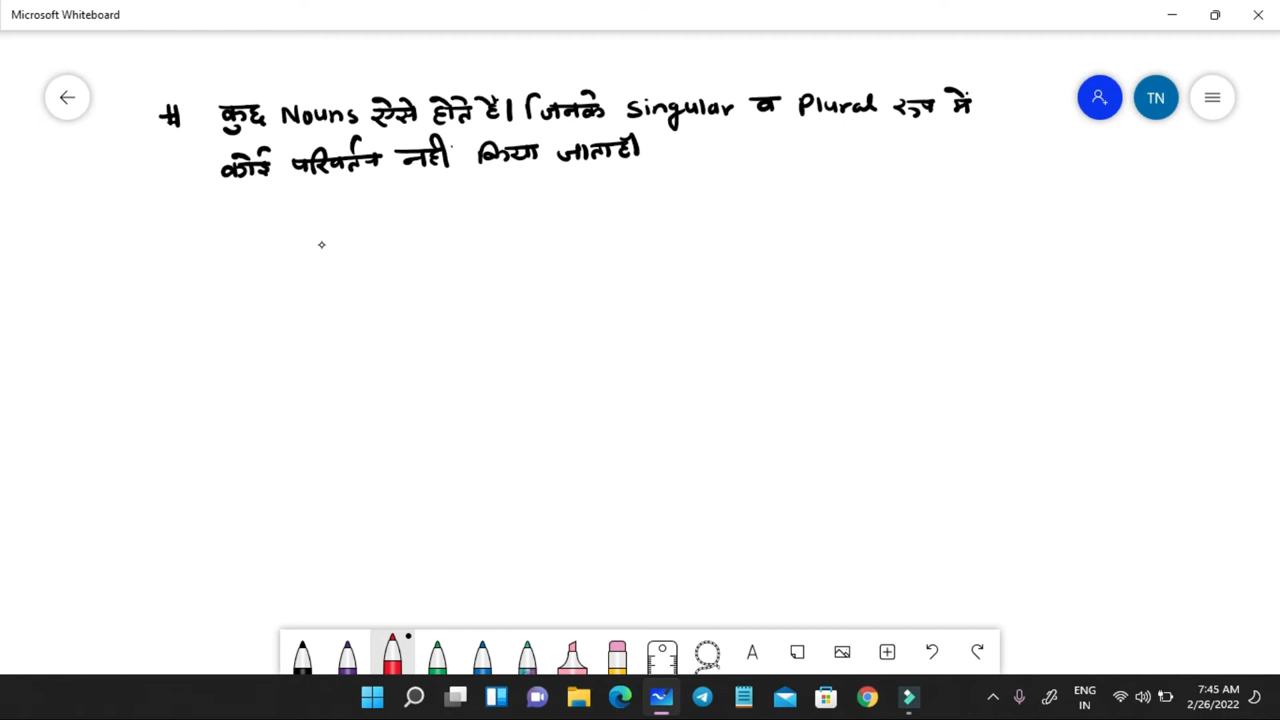 Microsoft Whiteboard
# कुछ Nouns ऐसे होते हैं। जिनके Singular व Plural रूप में
कोई परिवर्तन नही किया जाता है।
TN
A
ENG
IN
7:45 AM
2/26/2022